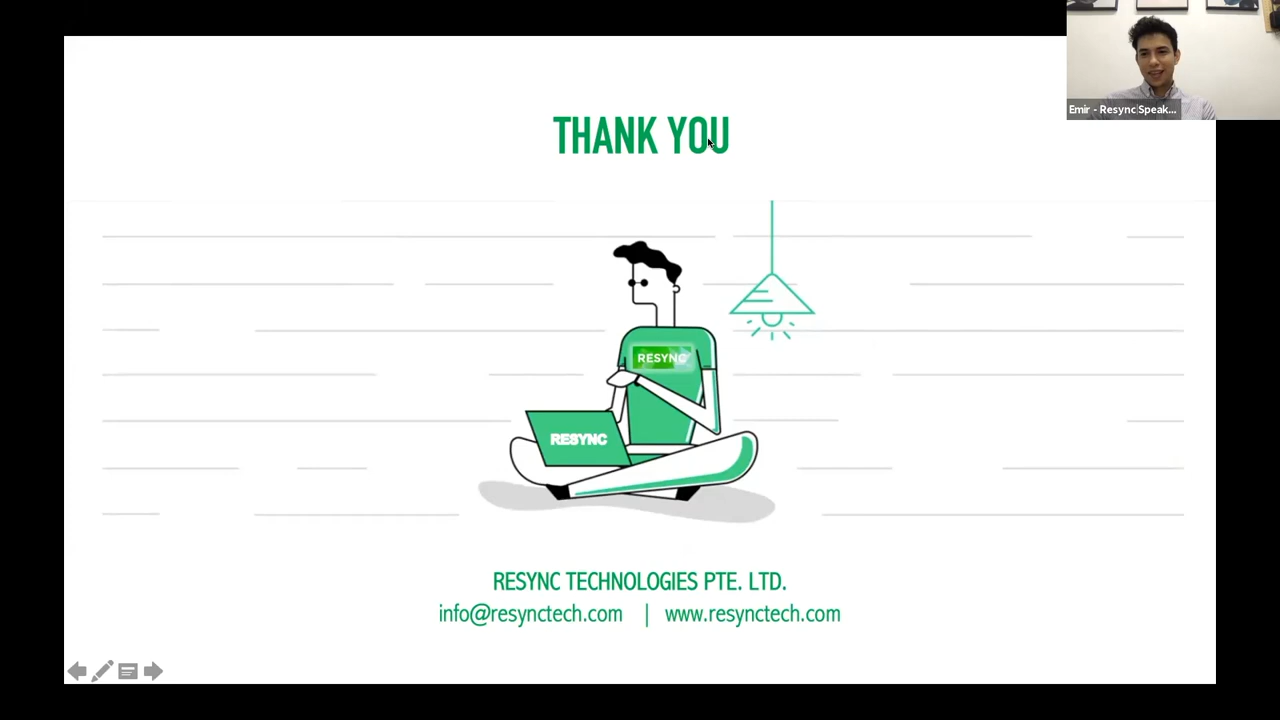 Emir - Resync Speak...
THANK YOU
RESYNC
RESYNC
RESYNC TECHNOLOGIES PTE. LTD.
info@resynctech.com | www.resynctech.com